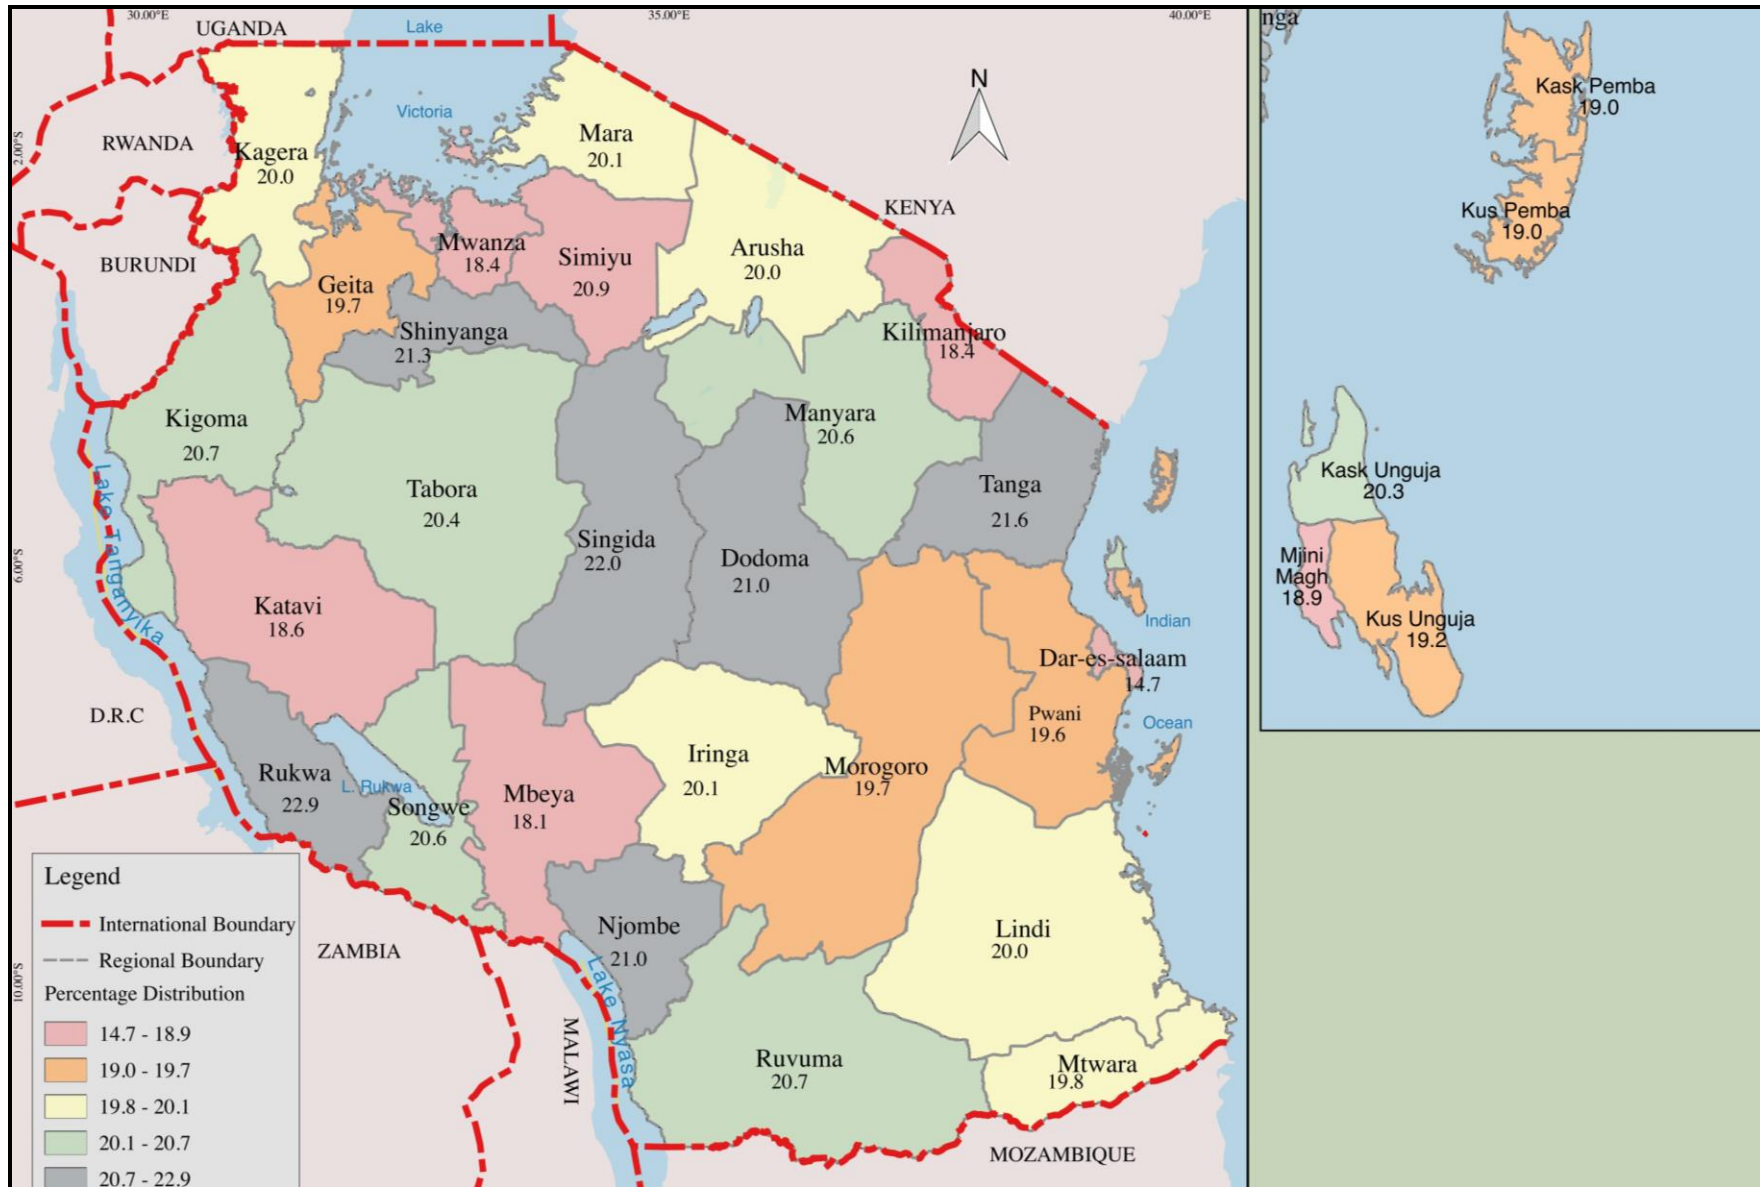 30.00°E
35.00°E
40.00°E
2.00°S
6.00°S
10.00°S
UGANDA
Lake
Victoria
N
RWANDA
Kagera
20.0
Mara
20.1
KENYA
BURUNDI
Mwanza
18.4
Simiyu
20.9
Arusha
20.0
Geita
19.7
Shinyanga
21.3
Kilimanjaro
18.4
Kigoma
20.7
Manyara
20.6
Tabora
20.4
Tanga
21.6
Singida
22.0
Dodoma
21.0
Lake Tanganyika
Katavi
18.6
Indian
Dar-es-salaam
14.7
D.R.C
Pwani
19.6
Ocean
Iringa
20.1
Morogoro
19.7
Rukwa
22.9
L. Rukwa
Songwe
20.6
Mbeya
18.1
Njombe
21.0
Lindi
20.0
ZAMBIA
Lake Nyasa
MALAWI
Ruvuma
20.7
Mtwara
19.8
MOZAMBIQUE
Legend
International Boundary
Regional Boundary
Percentage Distribution
14.7 - 18.9
19.0 - 19.7
19.8 - 20.1
20.1 - 20.7
20.7 - 22.9
nga
Kask Pemba
19.0
Kus Pemba
19.0
Kask Unguja
20.3
Mjini
Magh
18.9
Kus Unguja
19.2